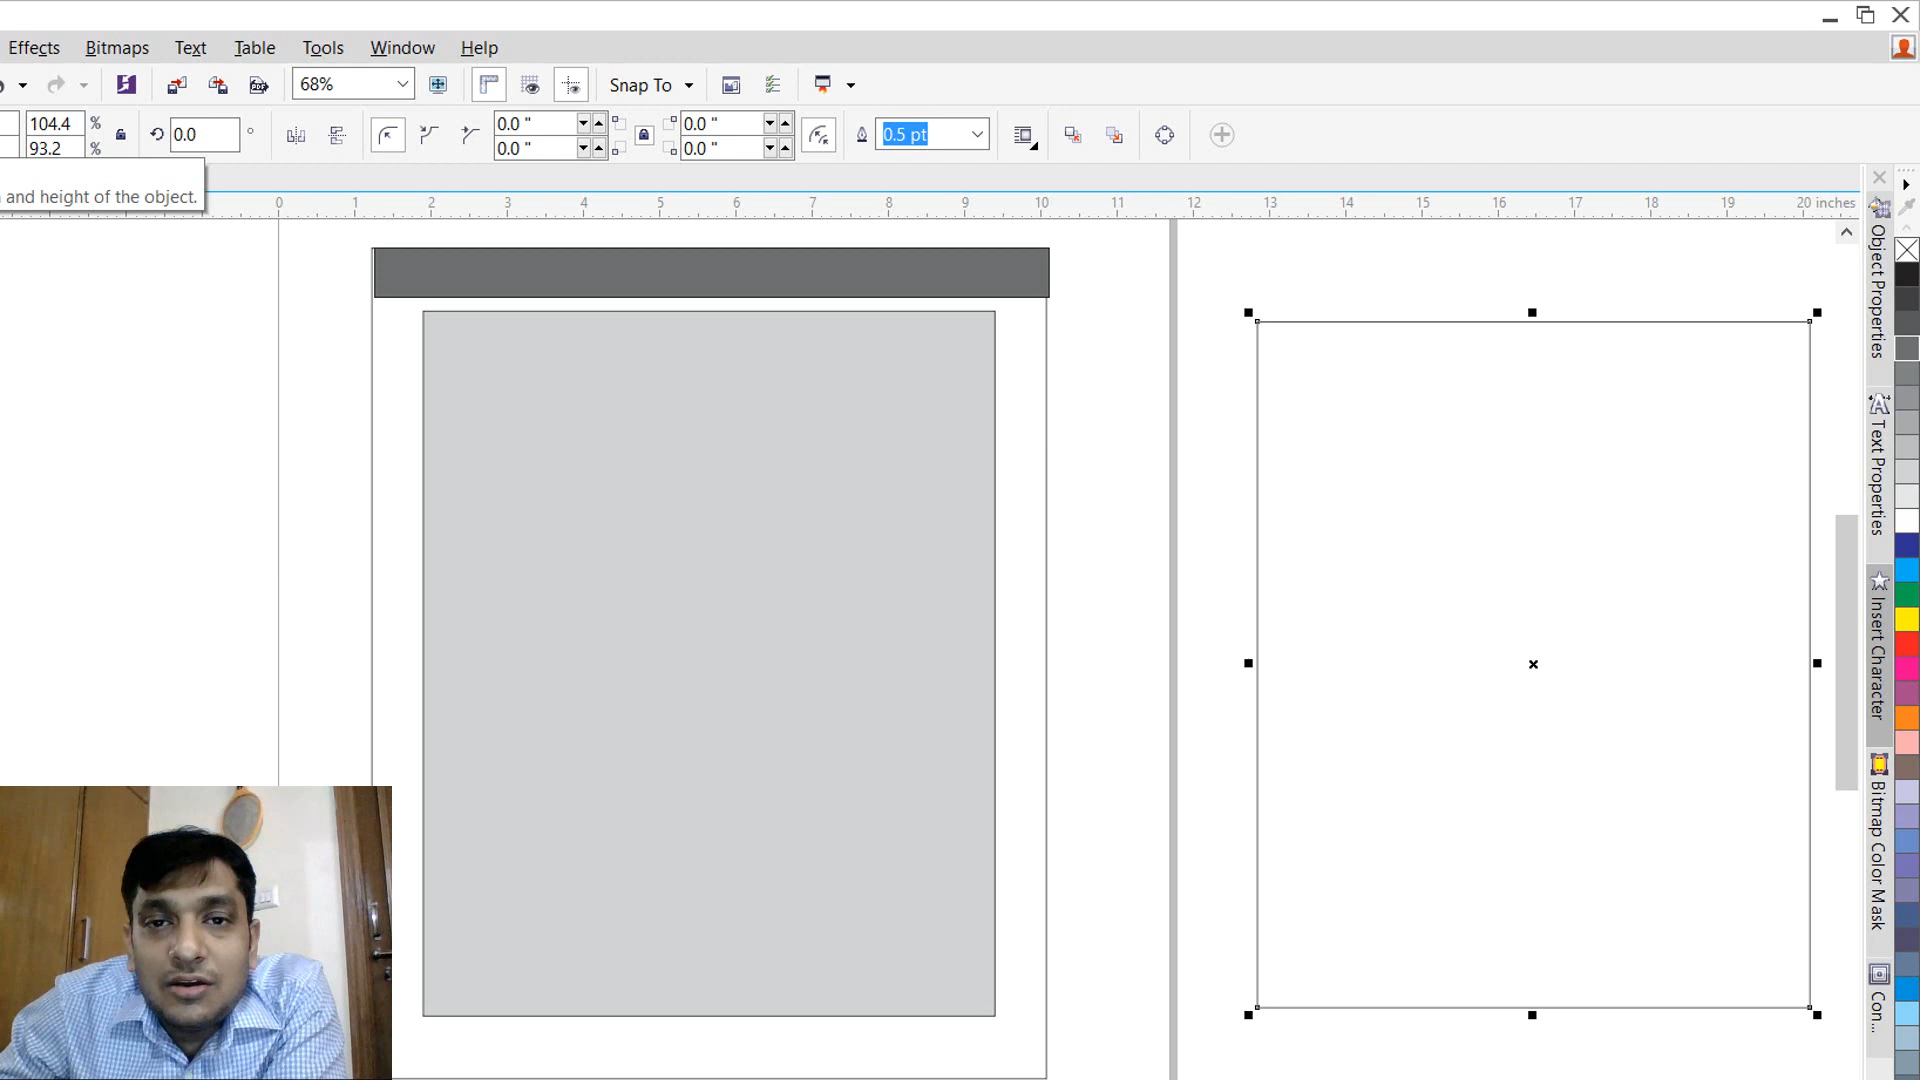 Effects Bitmaps Text Table Tools Window Help
68% Snap To
104.4 %
93.2 %
0.0 °
0.0 "
0.0 "
0.0 "
0.0 "
0.5 pt
and height of the object.
0 1 2 3 4 5 6 7 8 9 10 11 12 13 14 15 16 17 18 19 20 inches
Object Properties
Text Properties
Insert Character
Bitmap Color Mask
Con...